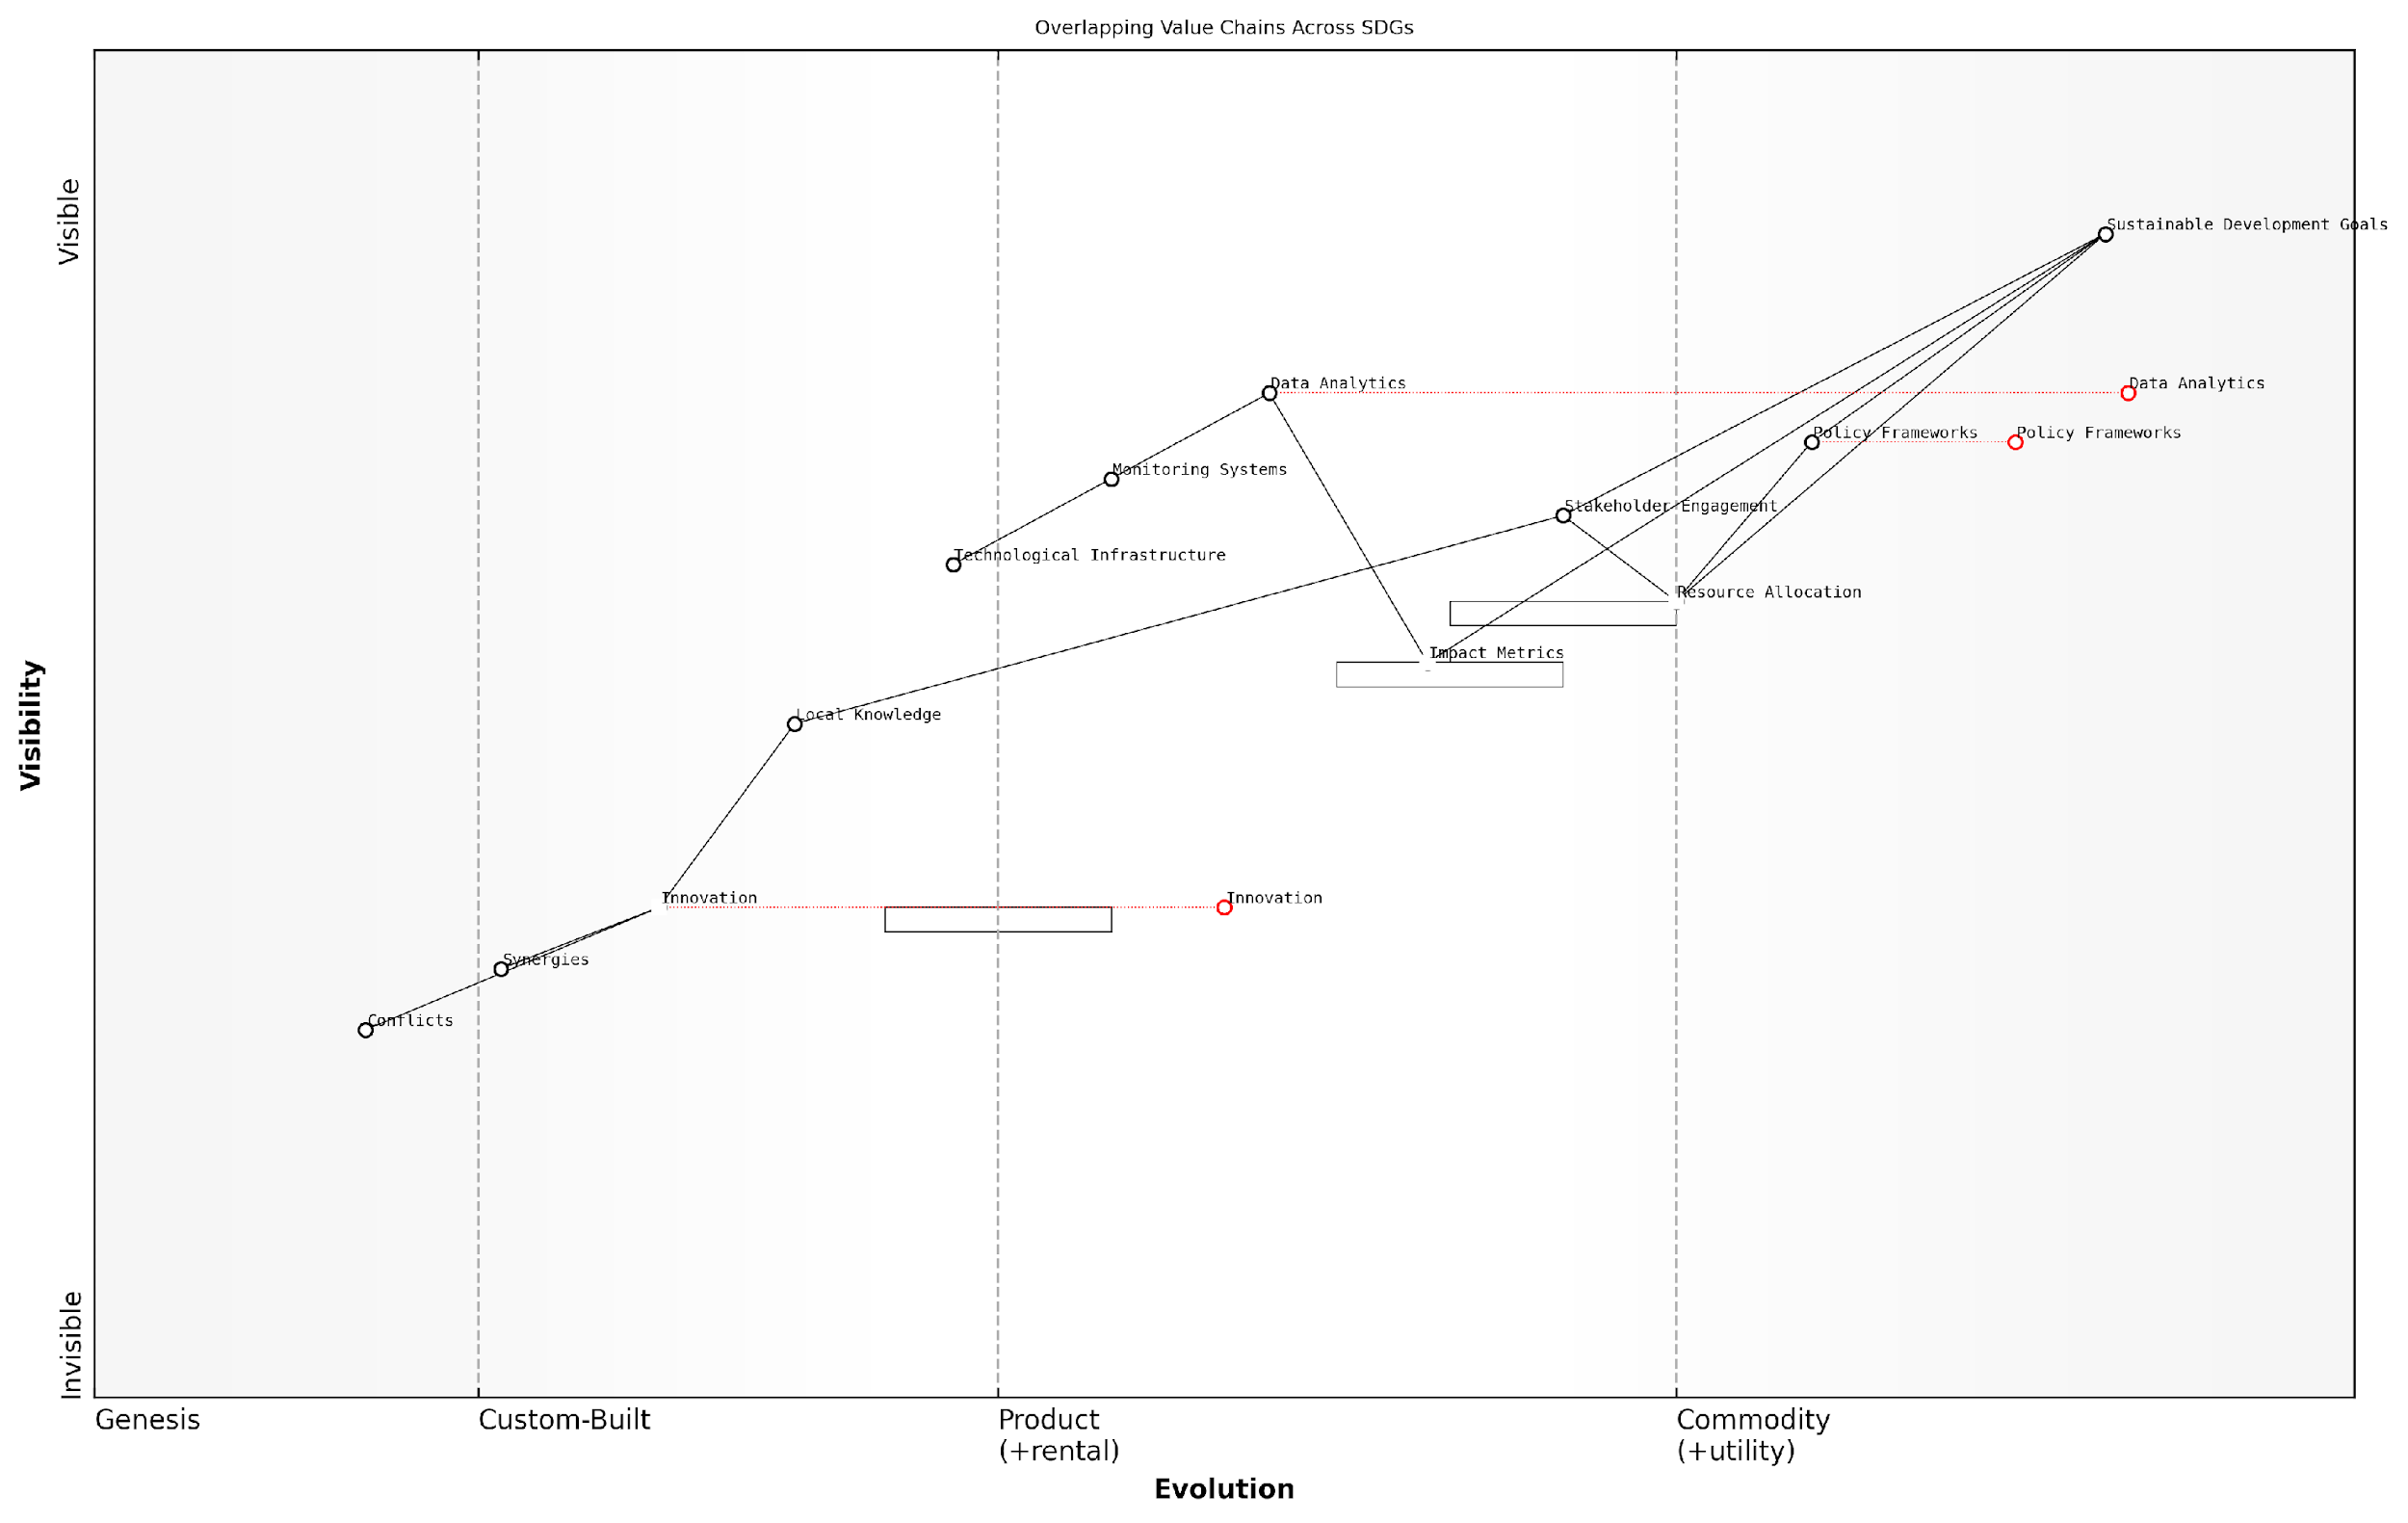 Overlapping Value Chains Across SDGs
Visible
Sustainable Development Goals
Data Analytics
Data Analytics
Policy Frameworks
Policy Frameworks
Monitoring Systems
Stakeholder Engagement
Technological Infrastructure
Resource Allocation
Impact Metrics
Local Knowledge
Visibility
Innovation
Innovation
Synergies
Conflicts
Invisible
Genesis
Custom-Built
Product
(+rental)
Commodity
(+utility)
Evolution